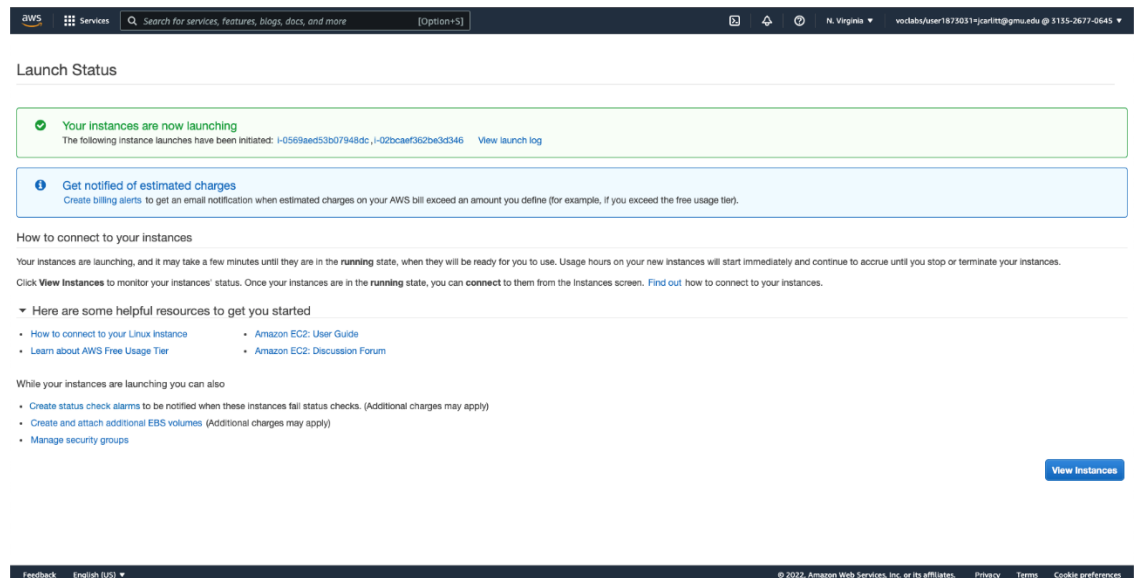 aws Services Search for services, features, blogs, docs, and more [Option+S] N. Virginia ▼ voclabs/user1873031=jcarlitt@gmu.edu @ 3135-2677-0645 ▼
Launch Status
Your instances are now launching
The following instance launches have been initiated: i-0569aed53b07948dc, i-02bcaef362be3d346 View launch log
Get notified of estimated charges
Create billing alerts to get an email notification when estimated charges on your AWS bill exceed an amount you define (for example, if you exceed the free usage tier).
How to connect to your instances
Your instances are launching, and it may take a few minutes until they are in the running state, when they will be ready for you to use. Usage hours on your new instances will start immediately and continue to accrue until you stop or terminate your instances.
Click View Instances to monitor your instances' status. Once your instances are in the running state, you can connect to them from the Instances screen. Find out how to connect to your instances.
▼ Here are some helpful resources to get you started
• How to connect to your Linux instance • Amazon EC2: User Guide
• Learn about AWS Free Usage Tier • Amazon EC2: Discussion Forum
While your instances are launching you can also
• Create status check alarms to be notified when these instances fail status checks. (Additional charges may apply)
• Create and attach additional EBS volumes (Additional charges may apply)
• Manage security groups
View Instances
Feedback English (US) ▼ © 2022, Amazon Web Services, Inc. or its affiliates. Privacy Terms Cookie preferences